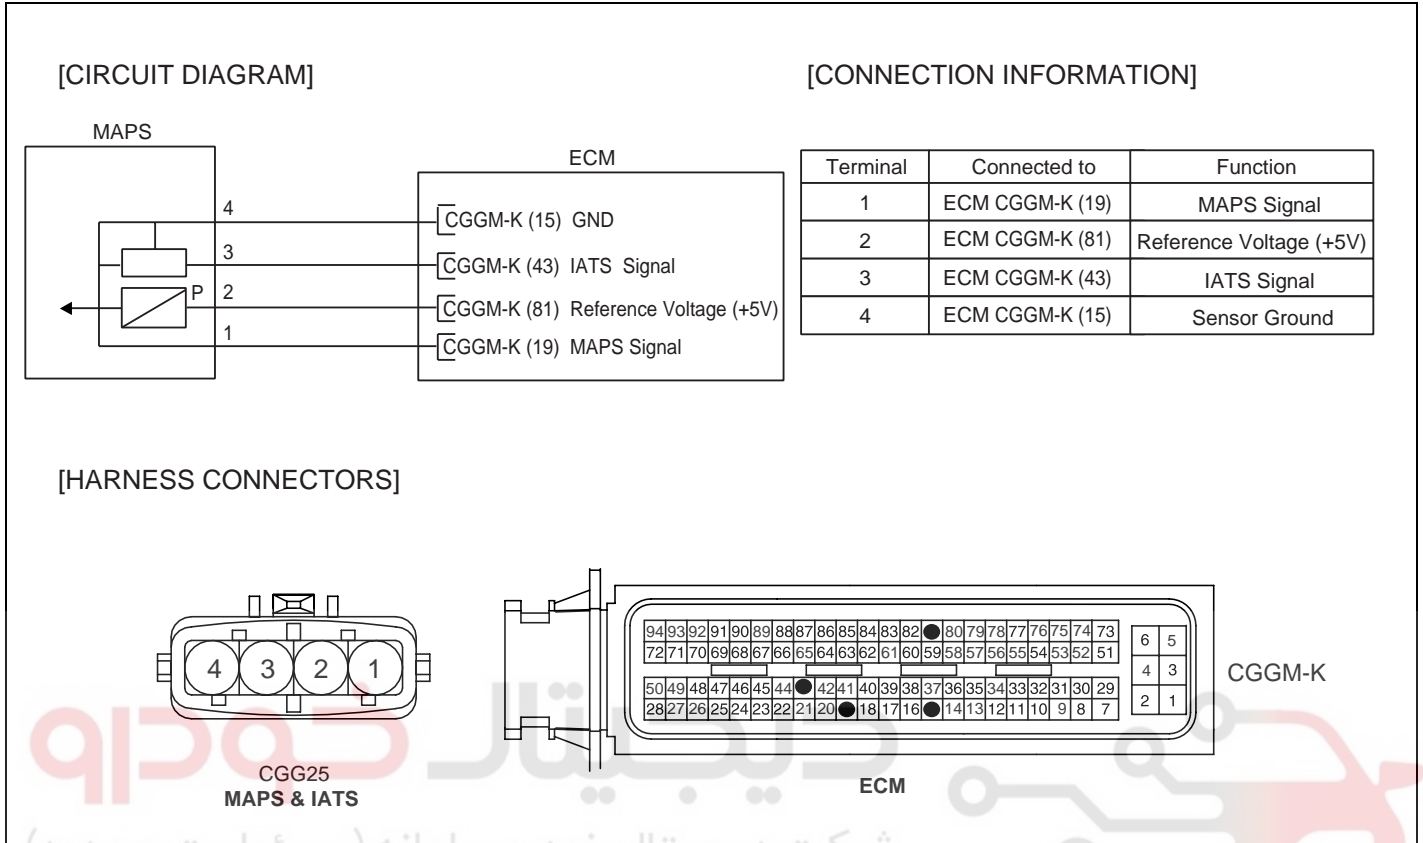 [CIRCUIT DIAGRAM]
MAPS
4
3
P
2
1
ECM
CGGM-K (15) GND
CGGM-K (43) IATS Signal
CGGM-K (81) Reference Voltage (+5V)
CGGM-K (19) MAPS Signal
[CONNECTION INFORMATION]
Terminal Connected to Function
1 ECM CGGM-K (19) MAPS Signal
2 ECM CGGM-K (81) Reference Voltage (+5V)
3 ECM CGGM-K (43) IATS Signal
4 ECM CGGM-K (15) Sensor Ground
[HARNESS CONNECTORS]
4 3 2 1
CGG25
MAPS & IATS
94 93 92 91 90 89 88 87 86 85 84 83 82 80 79 78 77 76 75 74 73
72 71 70 69 68 67 66 65 64 63 62 61 60 59 58 57 56 55 54 53 52 51
50 49 48 47 46 45 44 42 41 40 39 38 37 36 35 34 33 32 31 30 29
28 27 26 25 24 23 22 21 20 18 17 16 14 13 12 11 10 9 8 7
6 5
4 3
2 1
CGGM-K
ECM
دیجیتال خودرو